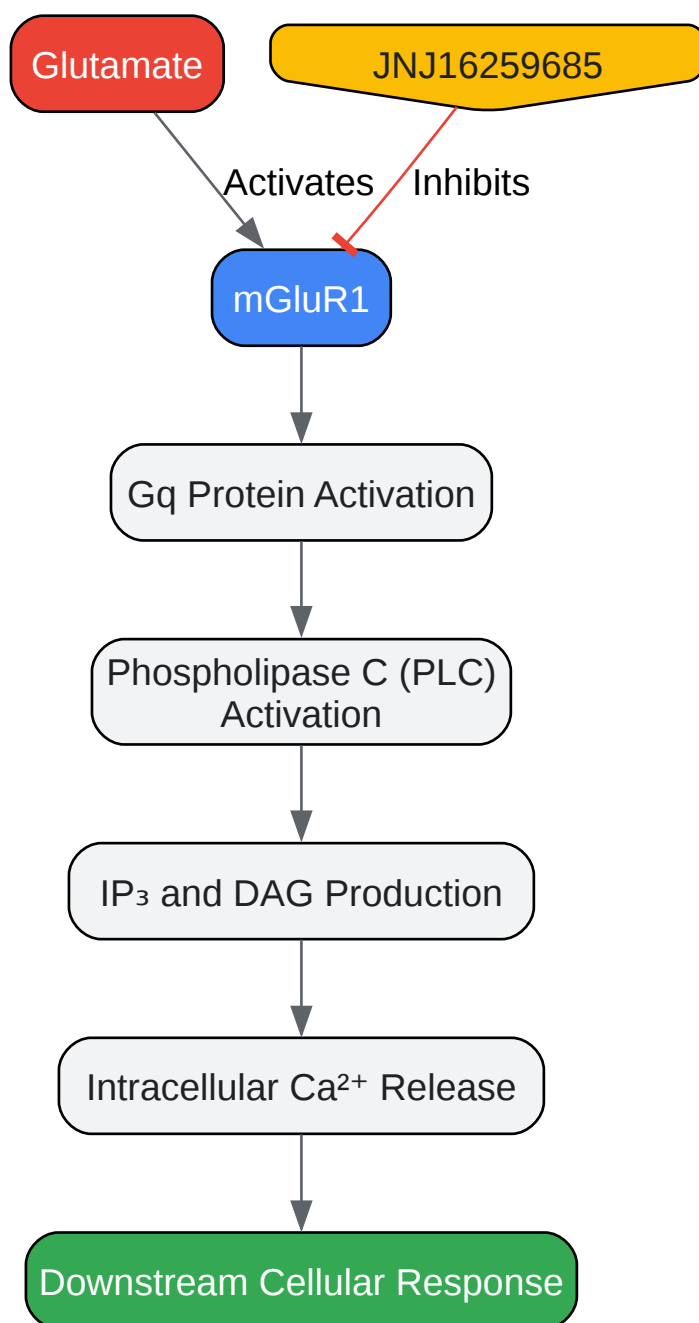 Glutamate
JNJ16259685
Activates
Inhibits
mGluR1
Gq Protein Activation
Phospholipase C (PLC)
Activation
IP₃ and DAG Production
Intracellular Ca²⁺ Release
Downstream Cellular Response